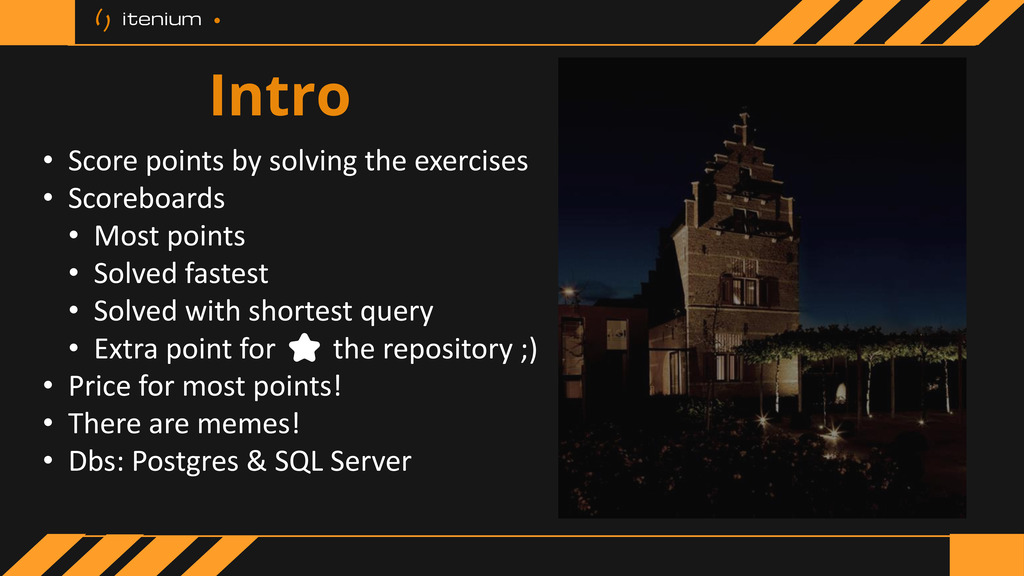 itenium
Intro
• Score points by solving the exercises
• Scoreboards
• Most points
• Solved fastest
• Solved with shortest query
• Extra point for ⭐ the repository ;)
• Price for most points!
• There are memes!
• Dbs: Postgres & SQL Server